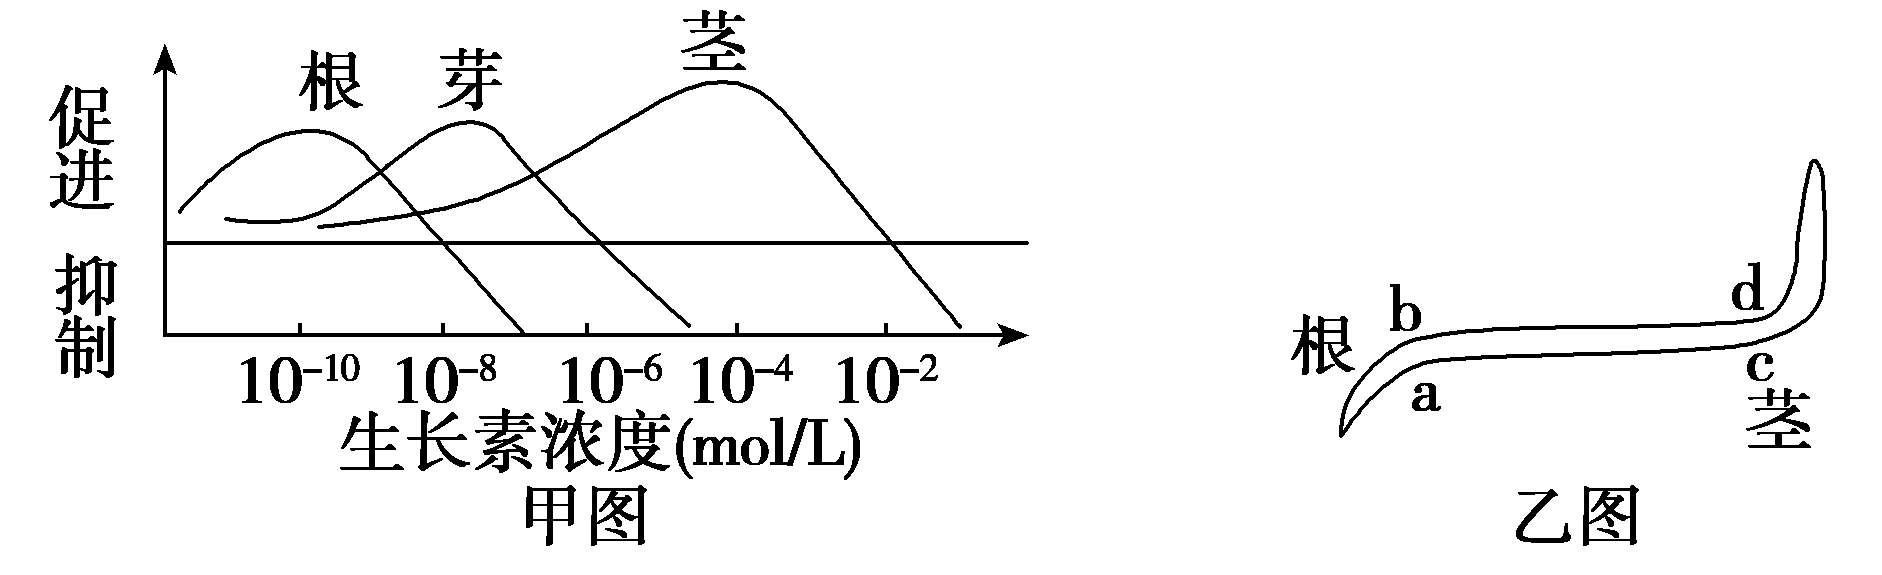 促进
抑制
根
芽
茎
10⁻¹⁰ 10⁻⁸ 10⁻⁶ 10⁻⁴ 10⁻²
生长素浓度(mol/L)
甲图
根
b
a
d
c
茎
乙图